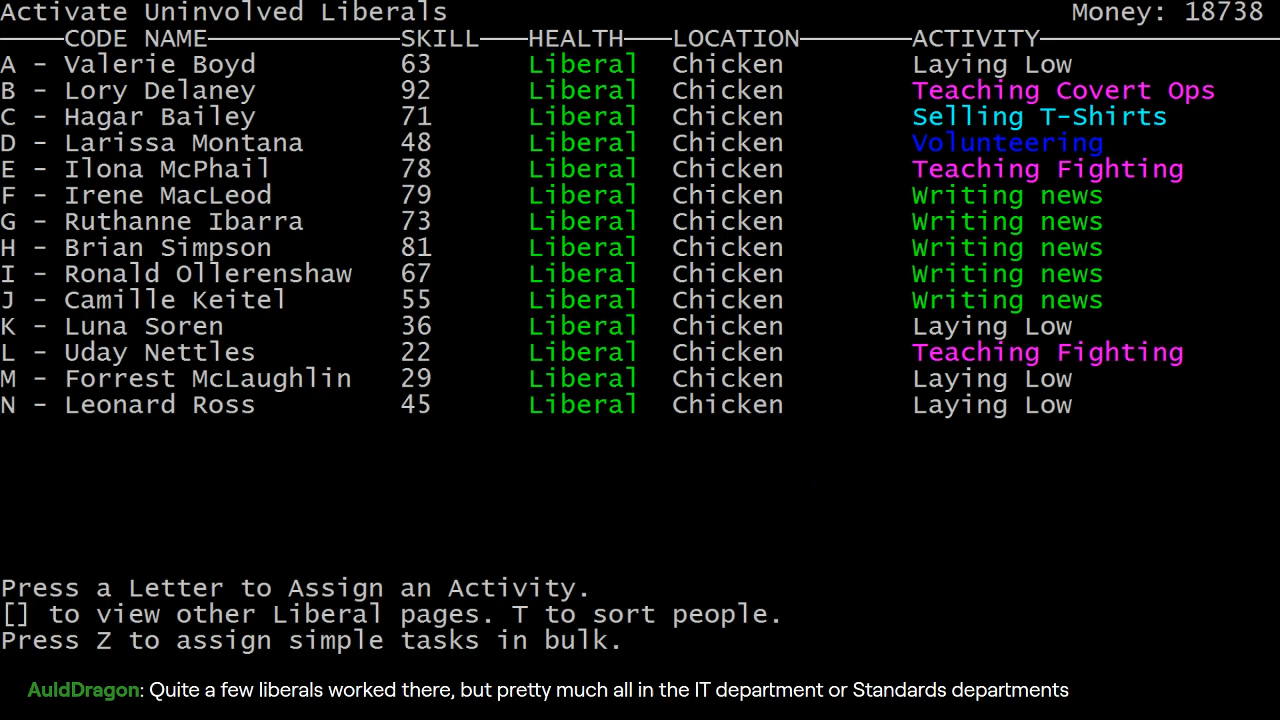 Activate Uninvolved Liberals Money: 18738
CODE NAME SKILL HEALTH LOCATION ACTIVITY
A - Valerie Boyd 63 Liberal Chicken Laying Low
B - Lory Delaney 92 Liberal Chicken Teaching Covert Ops
C - Hagar Bailey 71 Liberal Chicken Selling T-Shirts
D - Larissa Montana 48 Liberal Chicken Volunteering
E - Ilona McPhail 78 Liberal Chicken Teaching Fighting
F - Irene MacLeod 79 Liberal Chicken Writing news
G - Ruthanne Ibarra 73 Liberal Chicken Writing news
H - Brian Simpson 81 Liberal Chicken Writing news
I - Ronald Ollerenshaw 67 Liberal Chicken Writing news
J - Camille Keitel 55 Liberal Chicken Writing news
K - Luna Soren 36 Liberal Chicken Laying Low
L - Uday Nettles 22 Liberal Chicken Teaching Fighting
M - Forrest McLaughlin 29 Liberal Chicken Laying Low
N - Leonard Ross 45 Liberal Chicken Laying Low
Press a Letter to Assign an Activity.
[] to view other Liberal pages. T to sort people.
Press Z to assign simple tasks in bulk.
AuldDragon: Quite a few liberals worked there, but pretty much all in the IT department or Standards departments